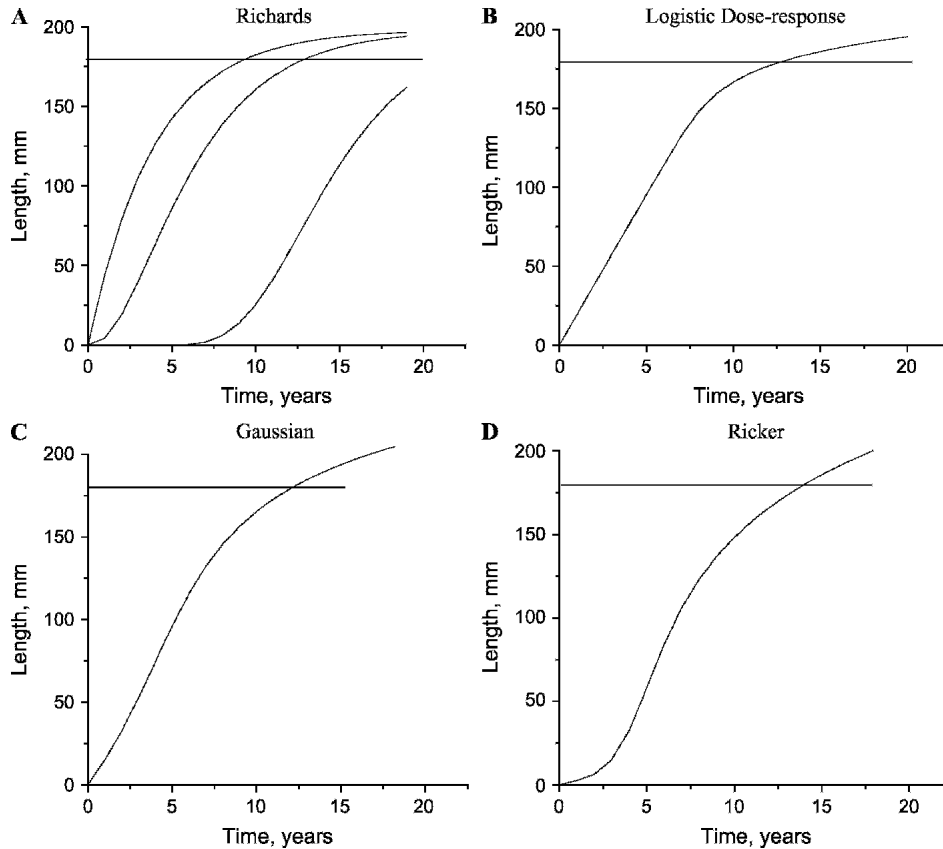 A Richards
200
150
100
50
0
Length, mm
0 5 10 15 20
Time, years
B Logistic Dose-response
200
150
100
50
0
Length, mm
0 5 10 15 20
Time, years
C Gaussian
200
150
100
50
0
Length, mm
0 5 10 15 20
Time, years
D Ricker
200
150
100
50
0
Length, mm
0 5 10 15 20
Time, years